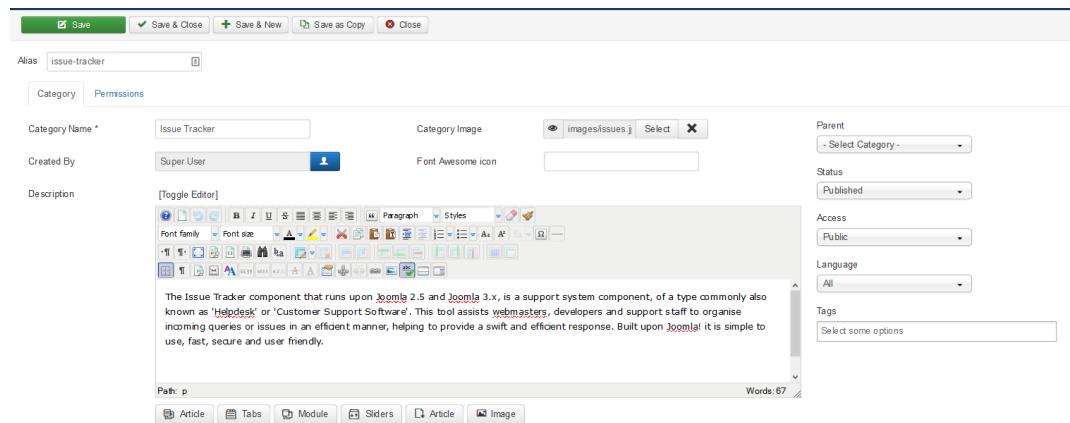 Save Save & Close Save & New Save as Copy Close
Alias issue-tracker
Category Permissions
Category Name * Issue Tracker Category Image images/issues.j Select Parent
- Select Category -
Created By Super User Font Awesome icon
Status
Published
Description [Toggle Editor]
B I U Paragraph Styles Access
Font family Font size A Public
Language
All
The Issue Tracker component that runs upon Joomla 2.5 and Joomla 3.x, is a support system component, of a type commonly also
known as 'Helpdesk' or 'Customer Support Software'. This tool assists webmasters, developers and support staff to organise
incoming queries or issues in an efficient manner, helping to provide a swift and efficient response. Built upon Joomla! it is simple to
use, fast, secure and user friendly.
Tags
Select some options
Path: p Words: 67
Article Tabs Module Sliders Article Image